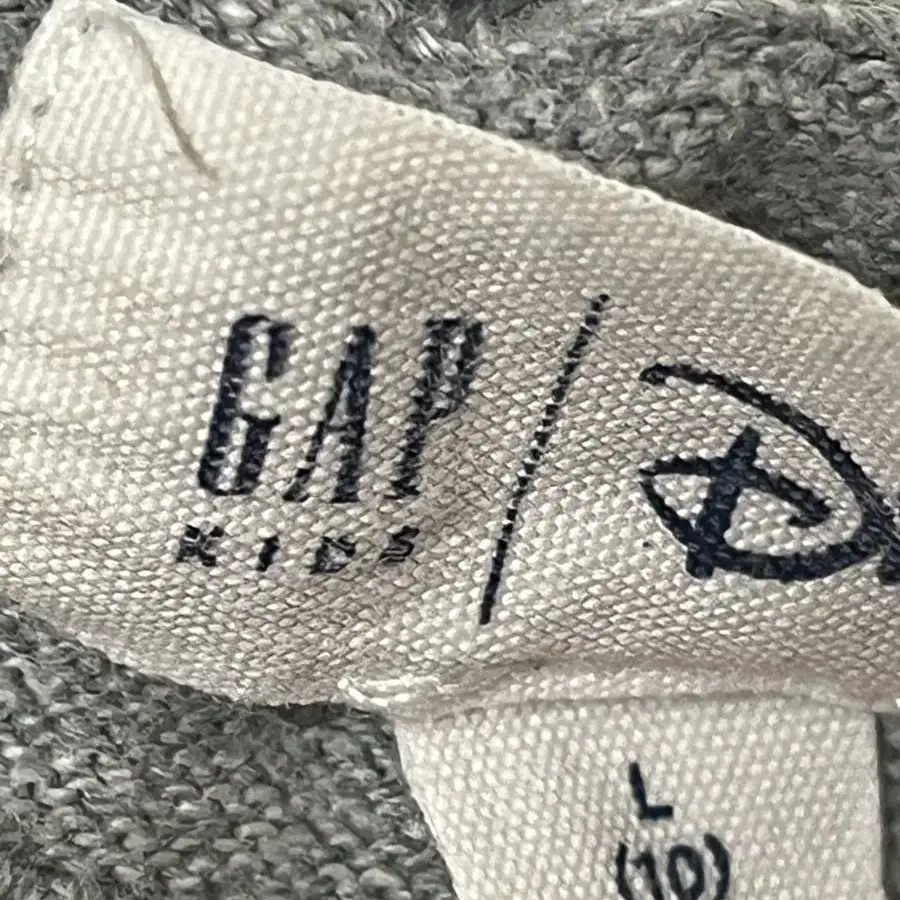 GAP / D
KIDS
L
(10)